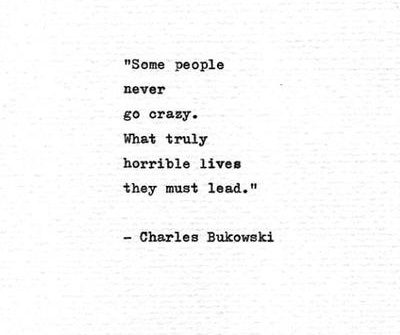 "Some people
never
go crazy.
What truly
horrible lives
they must lead."
– Charles Bukowski